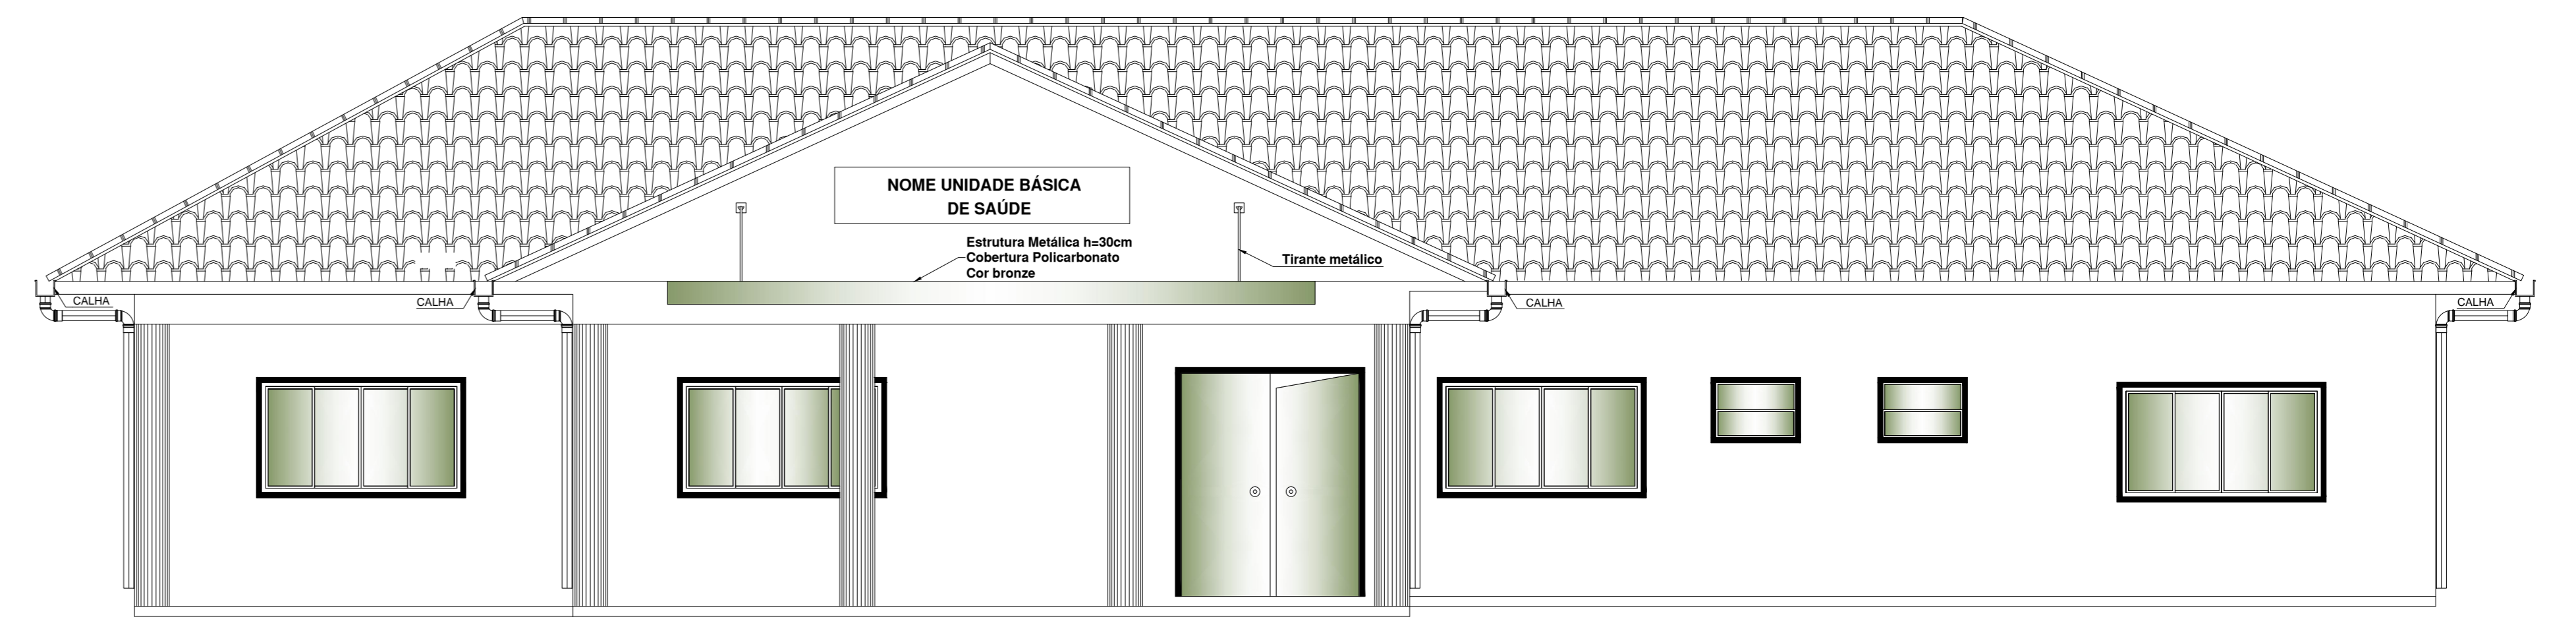 NOME UNIDADE BÁSICA
DE SAÚDE
Estrutura Metálica h=30cm
Cobertura Policarbonato
Cor bronze
Tirante metálico
CALHA
CALHA
CALHA
CALHA